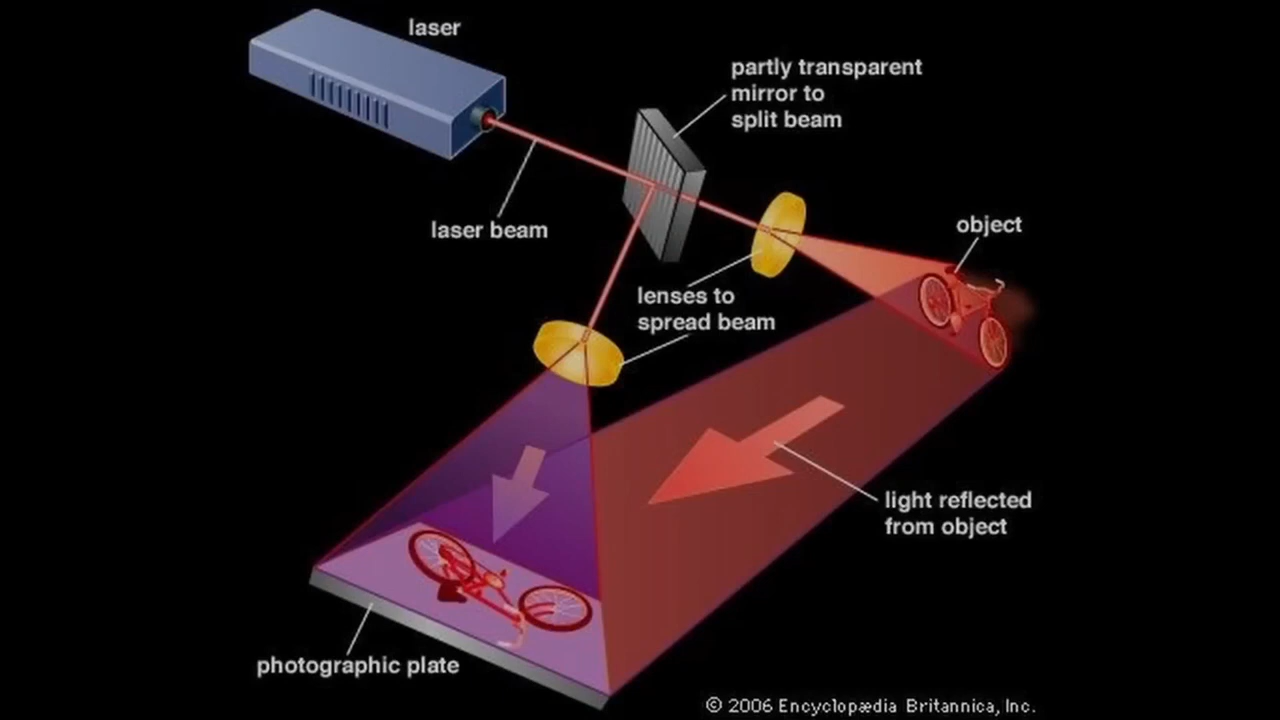 laser
partly transparent
mirror to
split beam
laser beam
object
lenses to
spread beam
light reflected
from object
photographic plate
© 2006 Encyclopædia Britannica, Inc.